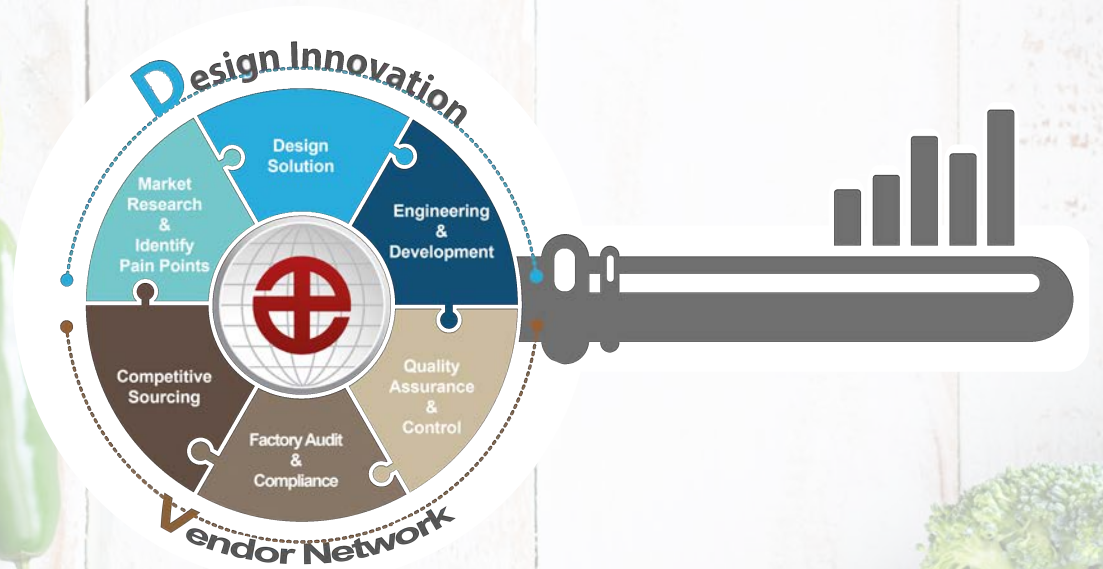 Design Innovation
Design
Solution
Market
Research
&
Identify
Pain Points
Engineering
&
Development
Competitive
Sourcing
Quality
Assurance
&
Control
Factory Audit
&
Compliance
Vendor Network